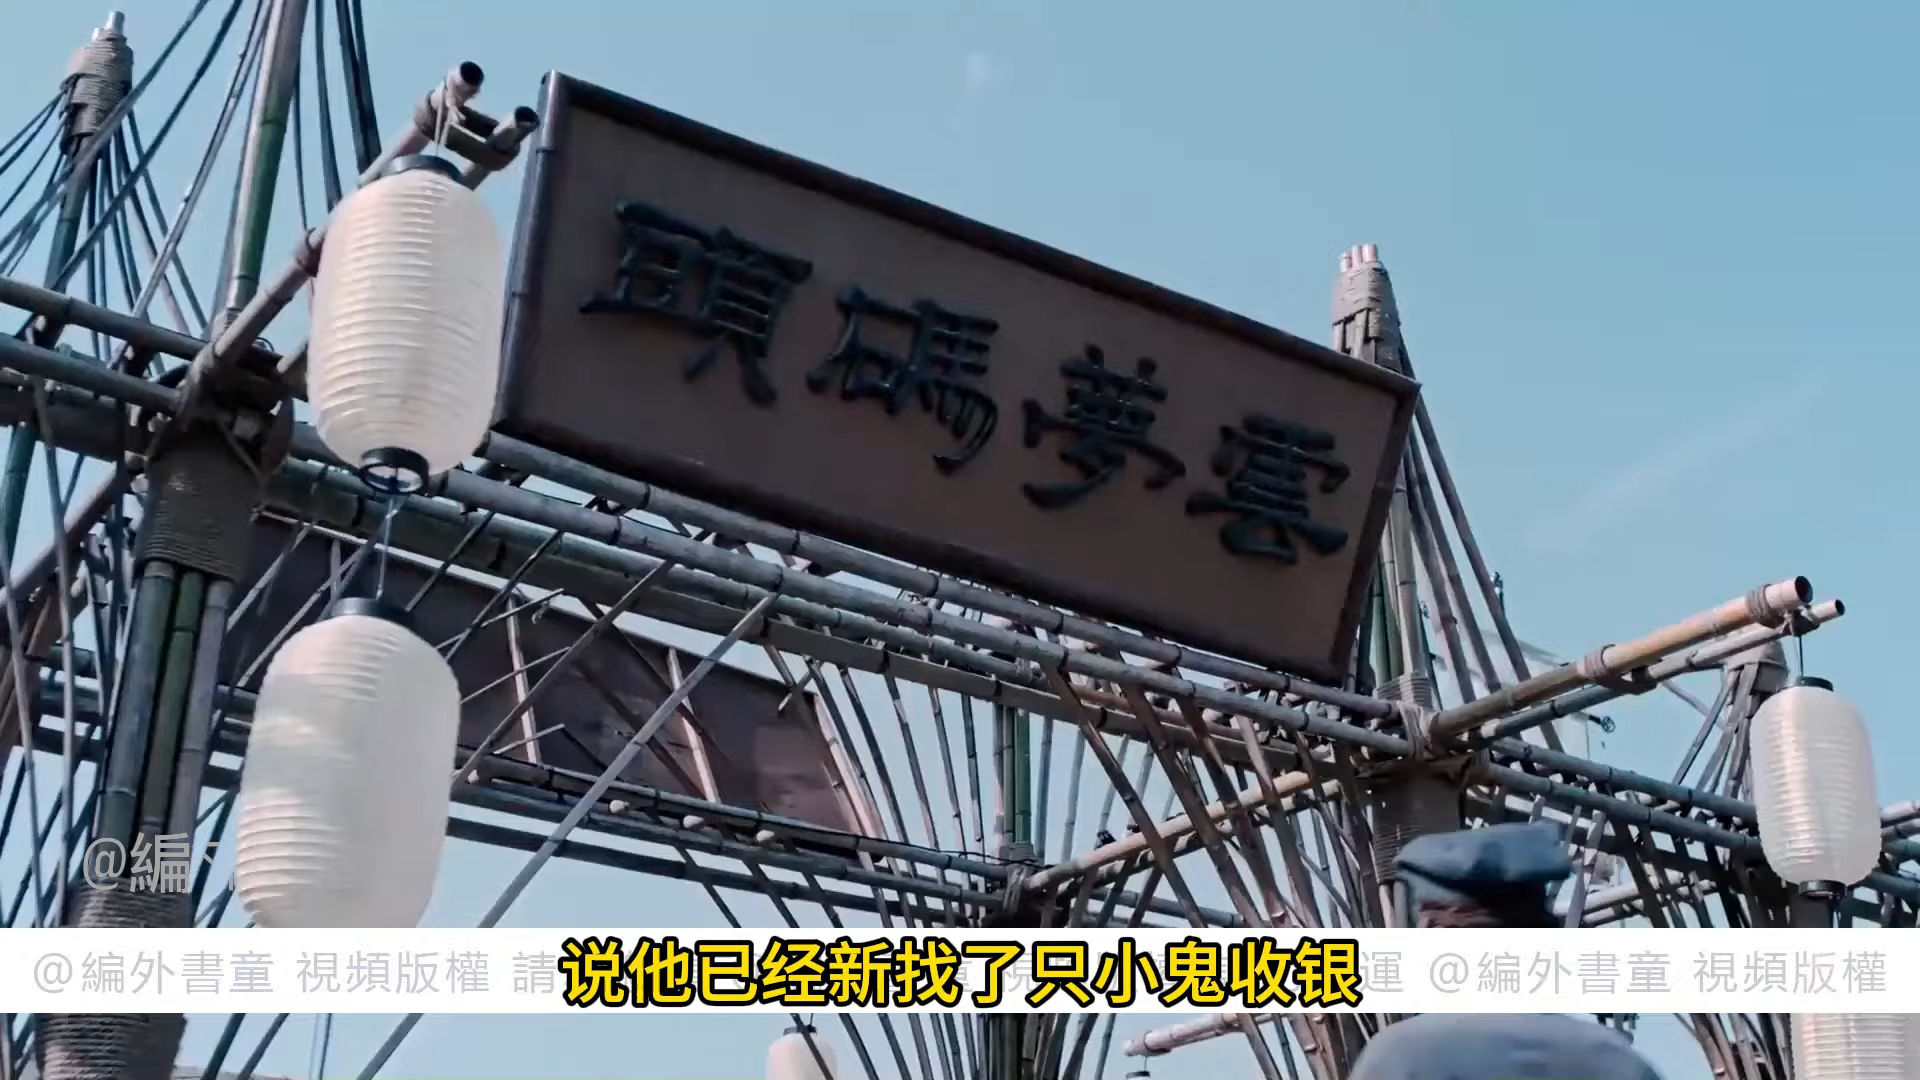 頭碼夢雲
@編
@編外書童 視頻版權 請
運 @編外書童 視頻版權
说他已经新找了只小鬼收银